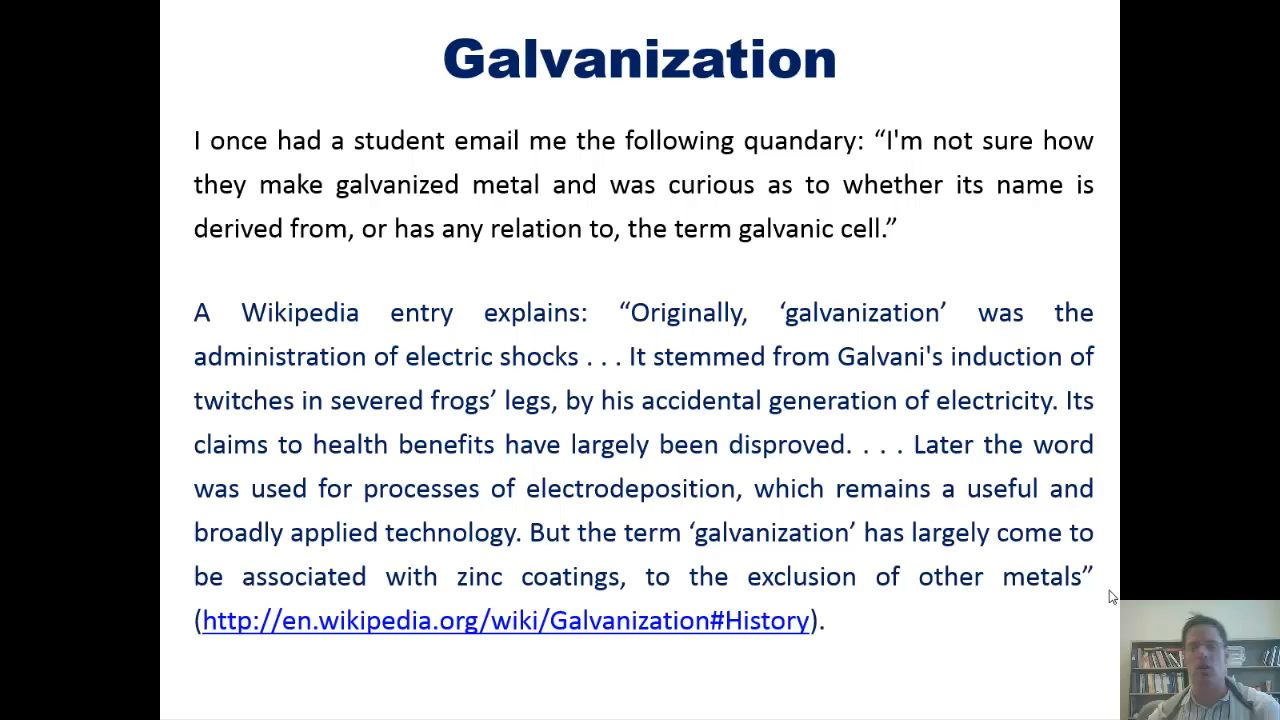 Galvanization
I once had a student email me the following quandary: “I'm not sure how
they make galvanized metal and was curious as to whether its name is
derived from, or has any relation to, the term galvanic cell.”
A Wikipedia entry explains: “Originally, ‘galvanization’ was the
administration of electric shocks . . . It stemmed from Galvani's induction of
twitches in severed frogs’ legs, by his accidental generation of electricity. Its
claims to health benefits have largely been disproved. . . . Later the word
was used for processes of electrodeposition, which remains a useful and
broadly applied technology. But the term ‘galvanization’ has largely come to
be associated with zinc coatings, to the exclusion of other metals”
(http://en.wikipedia.org/wiki/Galvanization#History).